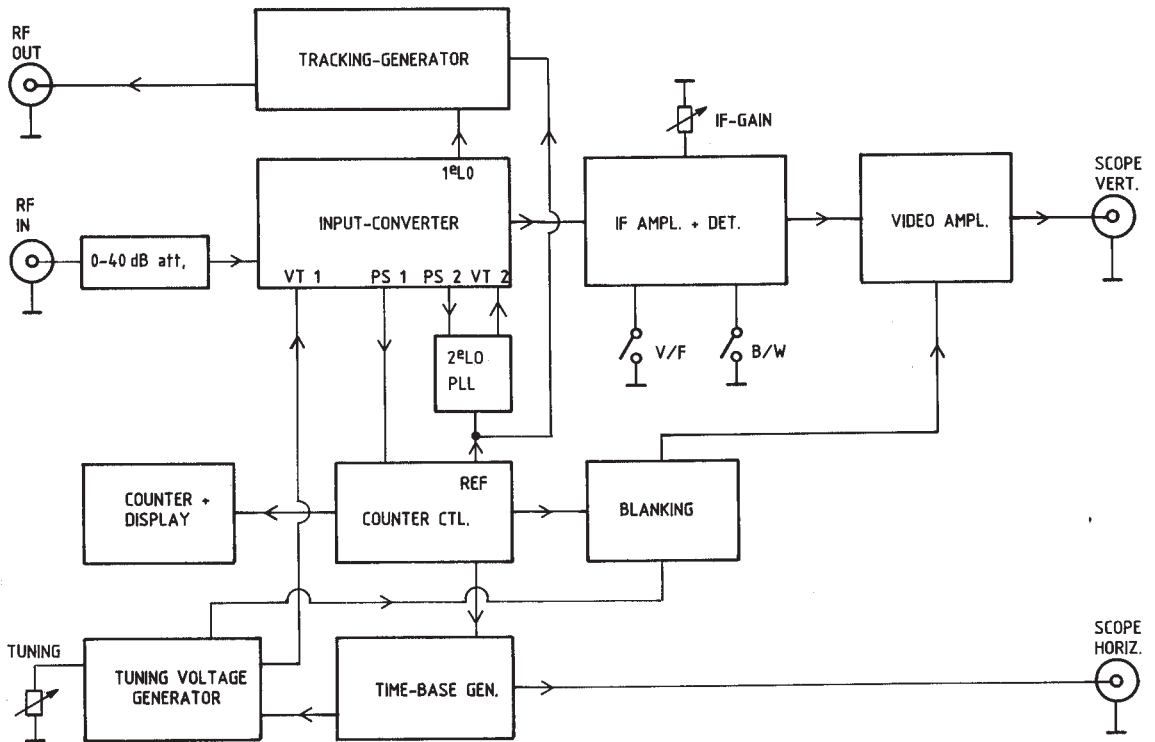 RF
OUT
TRACKING-GENERATOR
IF-GAIN
1eLO
INPUT-CONVERTER
VT 1
PS 1
PS 2
VT 2
RF
IN
0-40 dB att,
IF AMPL. + DET.
VIDEO AMPL.
SCOPE
VERT.
2eLO
PLL
V/F
B/W
REF
COUNTER CTL.
COUNTER +
DISPLAY
BLANKING
TUNING
TUNING VOLTAGE
GENERATOR
TIME-BASE GEN.
SCOPE
HORIZ.